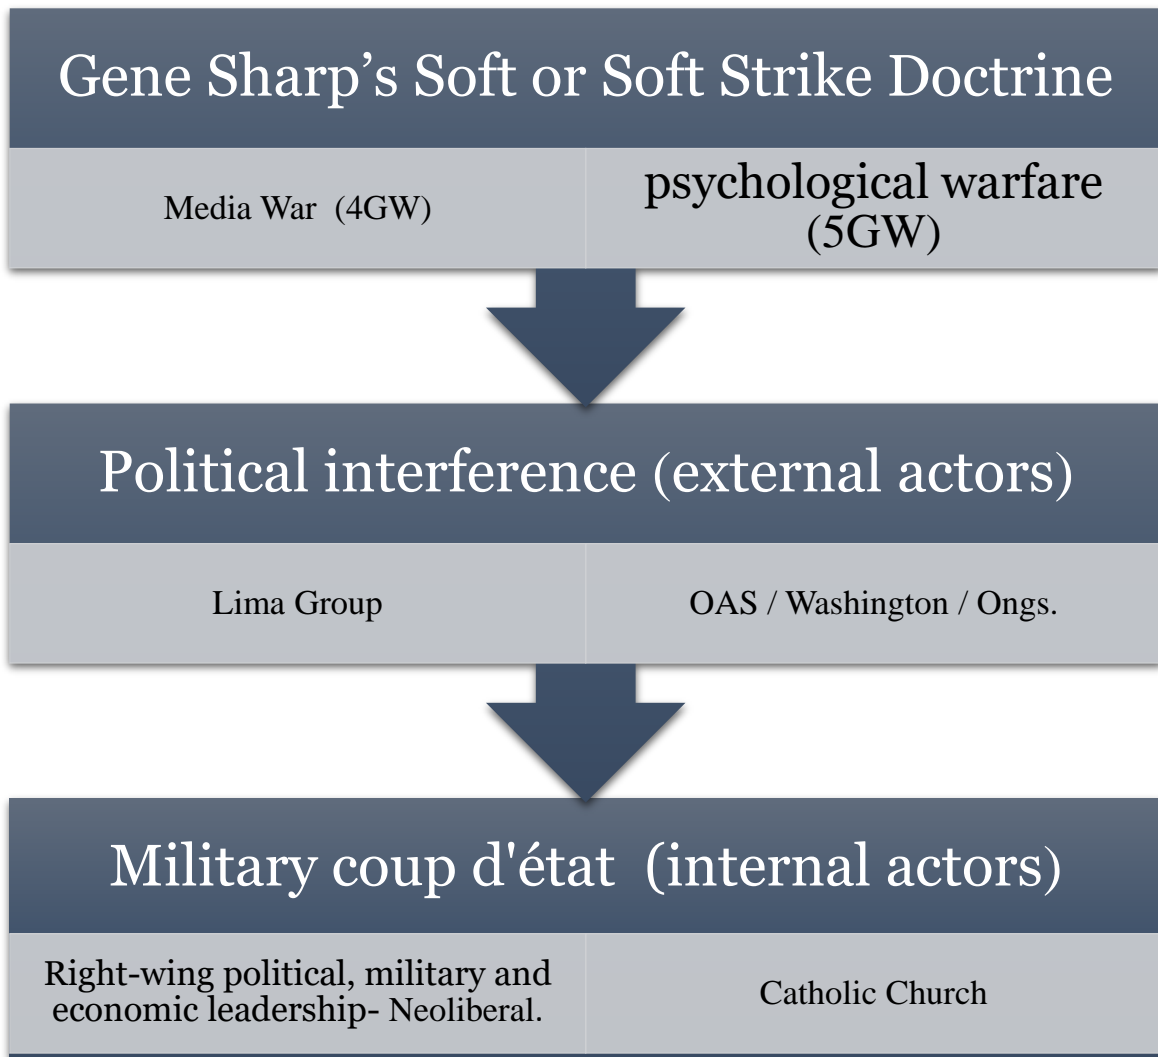 Gene Sharp’s Soft or Soft Strike Doctrine
Media War  (4GW)
psychological warfare
(5GW)
Political interference (external actors)
Lima Group
OAS / Washington / Ongs.
Military coup d'état  (internal actors)
Right-wing political, military and
economic leadership- Neoliberal.
Catholic Church